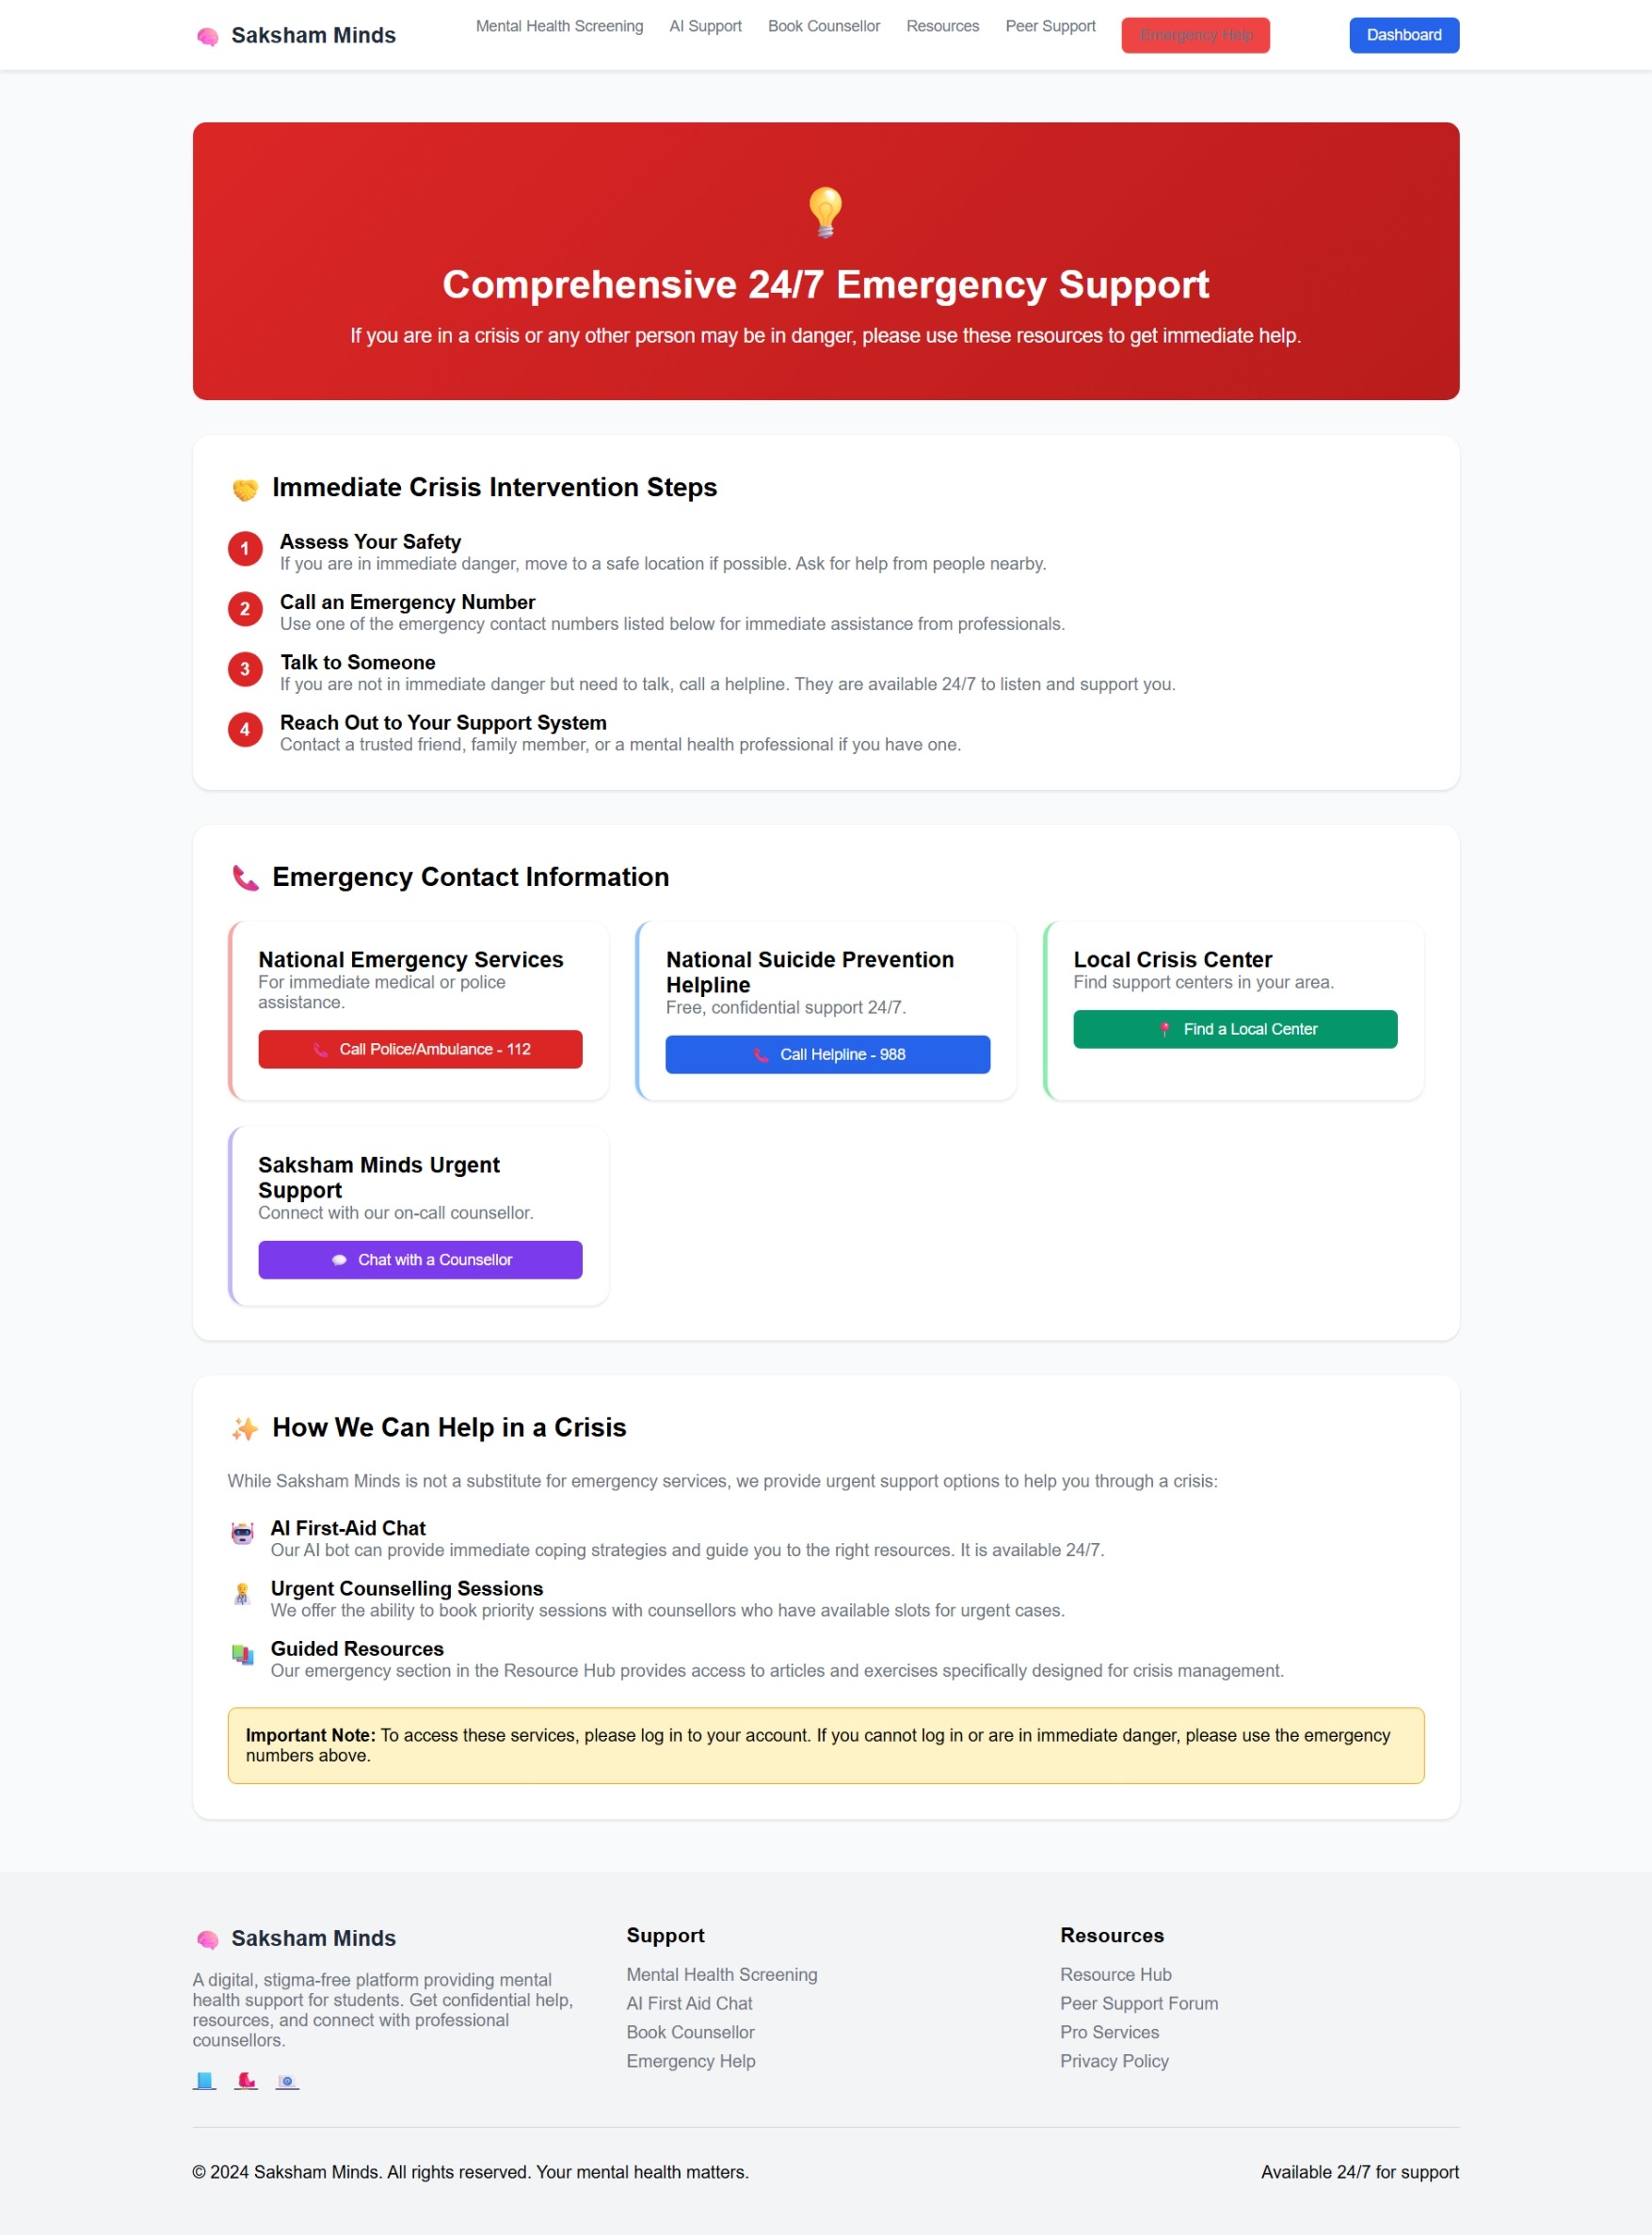 Saksham Minds
Mental Health Screening
AI Support
Book Counsellor
Resources
Peer Support
Emergency Help
Dashboard
Comprehensive 24/7 Emergency Support
If you are in a crisis or any other person may be in danger, please use these resources to get immediate help.
Immediate Crisis Intervention Steps
1
Assess Your Safety
If you are in immediate danger, move to a safe location if possible. Ask for help from people nearby.
2
Call an Emergency Number
Use one of the emergency contact numbers listed below for immediate assistance from professionals.
3
Talk to Someone
If you are not in immediate danger but need to talk, call a helpline. They are available 24/7 to listen and support you.
4
Reach Out to Your Support System
Contact a trusted friend, family member, or a mental health professional if you have one.
Emergency Contact Information
National Emergency Services
For immediate medical or police
assistance.
Call Police/Ambulance - 112
National Suicide Prevention
Helpline
Free, confidential support 24/7.
Call Helpline - 988
Local Crisis Center
Find support centers in your area.
Find a Local Center
Saksham Minds Urgent
Support
Connect with our on-call counsellor.
Chat with a Counsellor
How We Can Help in a Crisis
While Saksham Minds is not a substitute for emergency services, we provide urgent support options to help you through a crisis:
AI First-Aid Chat
Our AI bot can provide immediate coping strategies and guide you to the right resources. It is available 24/7.
Urgent Counselling Sessions
We offer the ability to book priority sessions with counsellors who have available slots for urgent cases.
Guided Resources
Our emergency section in the Resource Hub provides access to articles and exercises specifically designed for crisis management.
Important Note: To access these services, please log in to your account. If you cannot log in or are in immediate danger, please use the emergency
numbers above.
Saksham Minds
A digital, stigma-free platform providing mental
health support for students. Get confidential help,
resources, and connect with professional
counsellors.
Support
Mental Health Screening
AI First Aid Chat
Book Counsellor
Emergency Help
Resources
Resource Hub
Peer Support Forum
Pro Services
Privacy Policy
© 2024 Saksham Minds. All rights reserved. Your mental health matters.
Available 24/7 for support